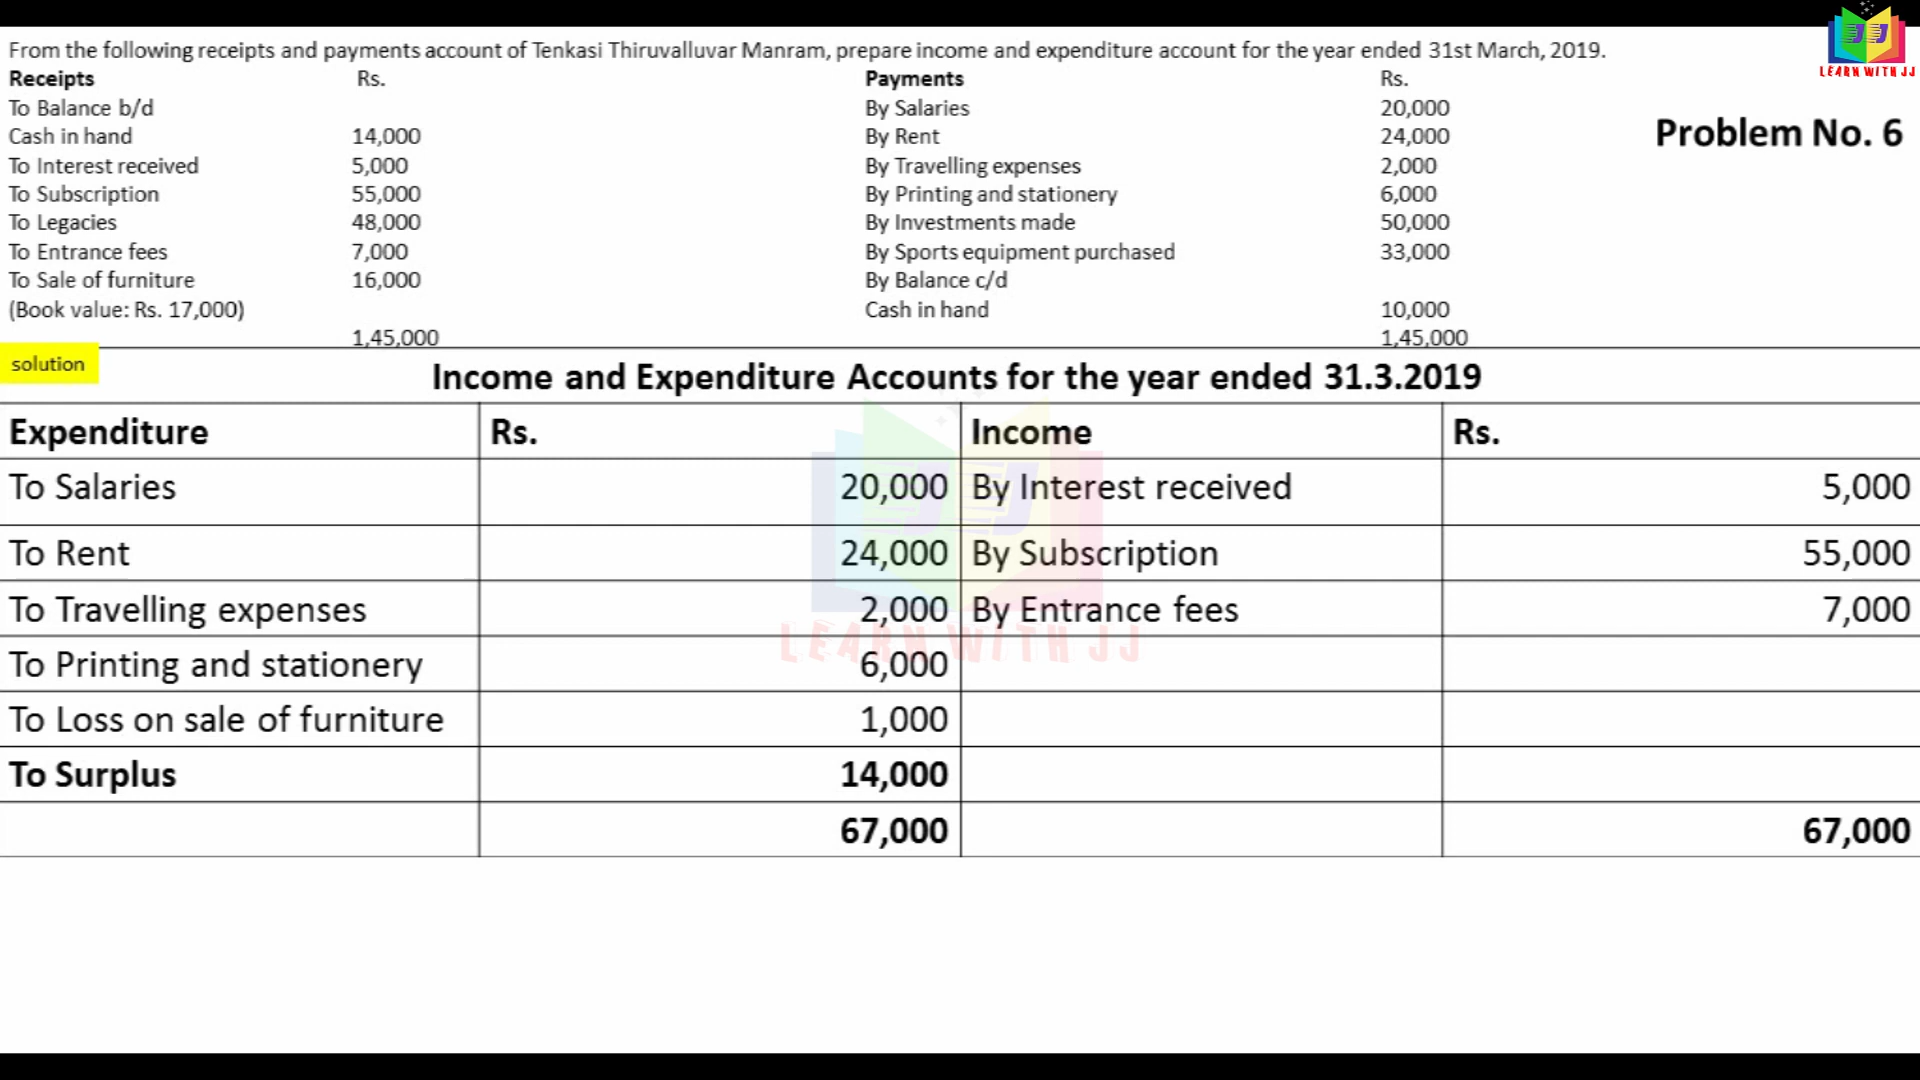 From the following receipts and payments account of Tenkasi Thiruvalluvar Manram, prepare income and expenditure account for the year ended 31st March, 2019.
Receipts Rs. Payments Rs.
To Balance b/d By Salaries 20,000
Cash in hand 14,000 By Rent 24,000
To Interest received 5,000 By Travelling expenses 2,000
To Subscription 55,000 By Printing and stationery 6,000
To Legacies 48,000 By Investments made 50,000
To Entrance fees 7,000 By Sports equipment purchased 33,000
To Sale of furniture 16,000 By Balance c/d
(Book value: Rs. 17,000) Cash in hand 10,000
1,45,000 1,45,000
JJ
LEARN WITH JJ
Problem No. 6
solution
Income and Expenditure Accounts for the year ended 31.3.2019
Expenditure Rs. Income Rs.
To Salaries 20,000 By Interest received 5,000
To Rent 24,000 By Subscription 55,000
To Travelling expenses 2,000 By Entrance fees 7,000
To Printing and stationery 6,000
To Loss on sale of furniture 1,000
To Surplus 14,000
67,000 67,000
JJ
LEARN WITH JJ